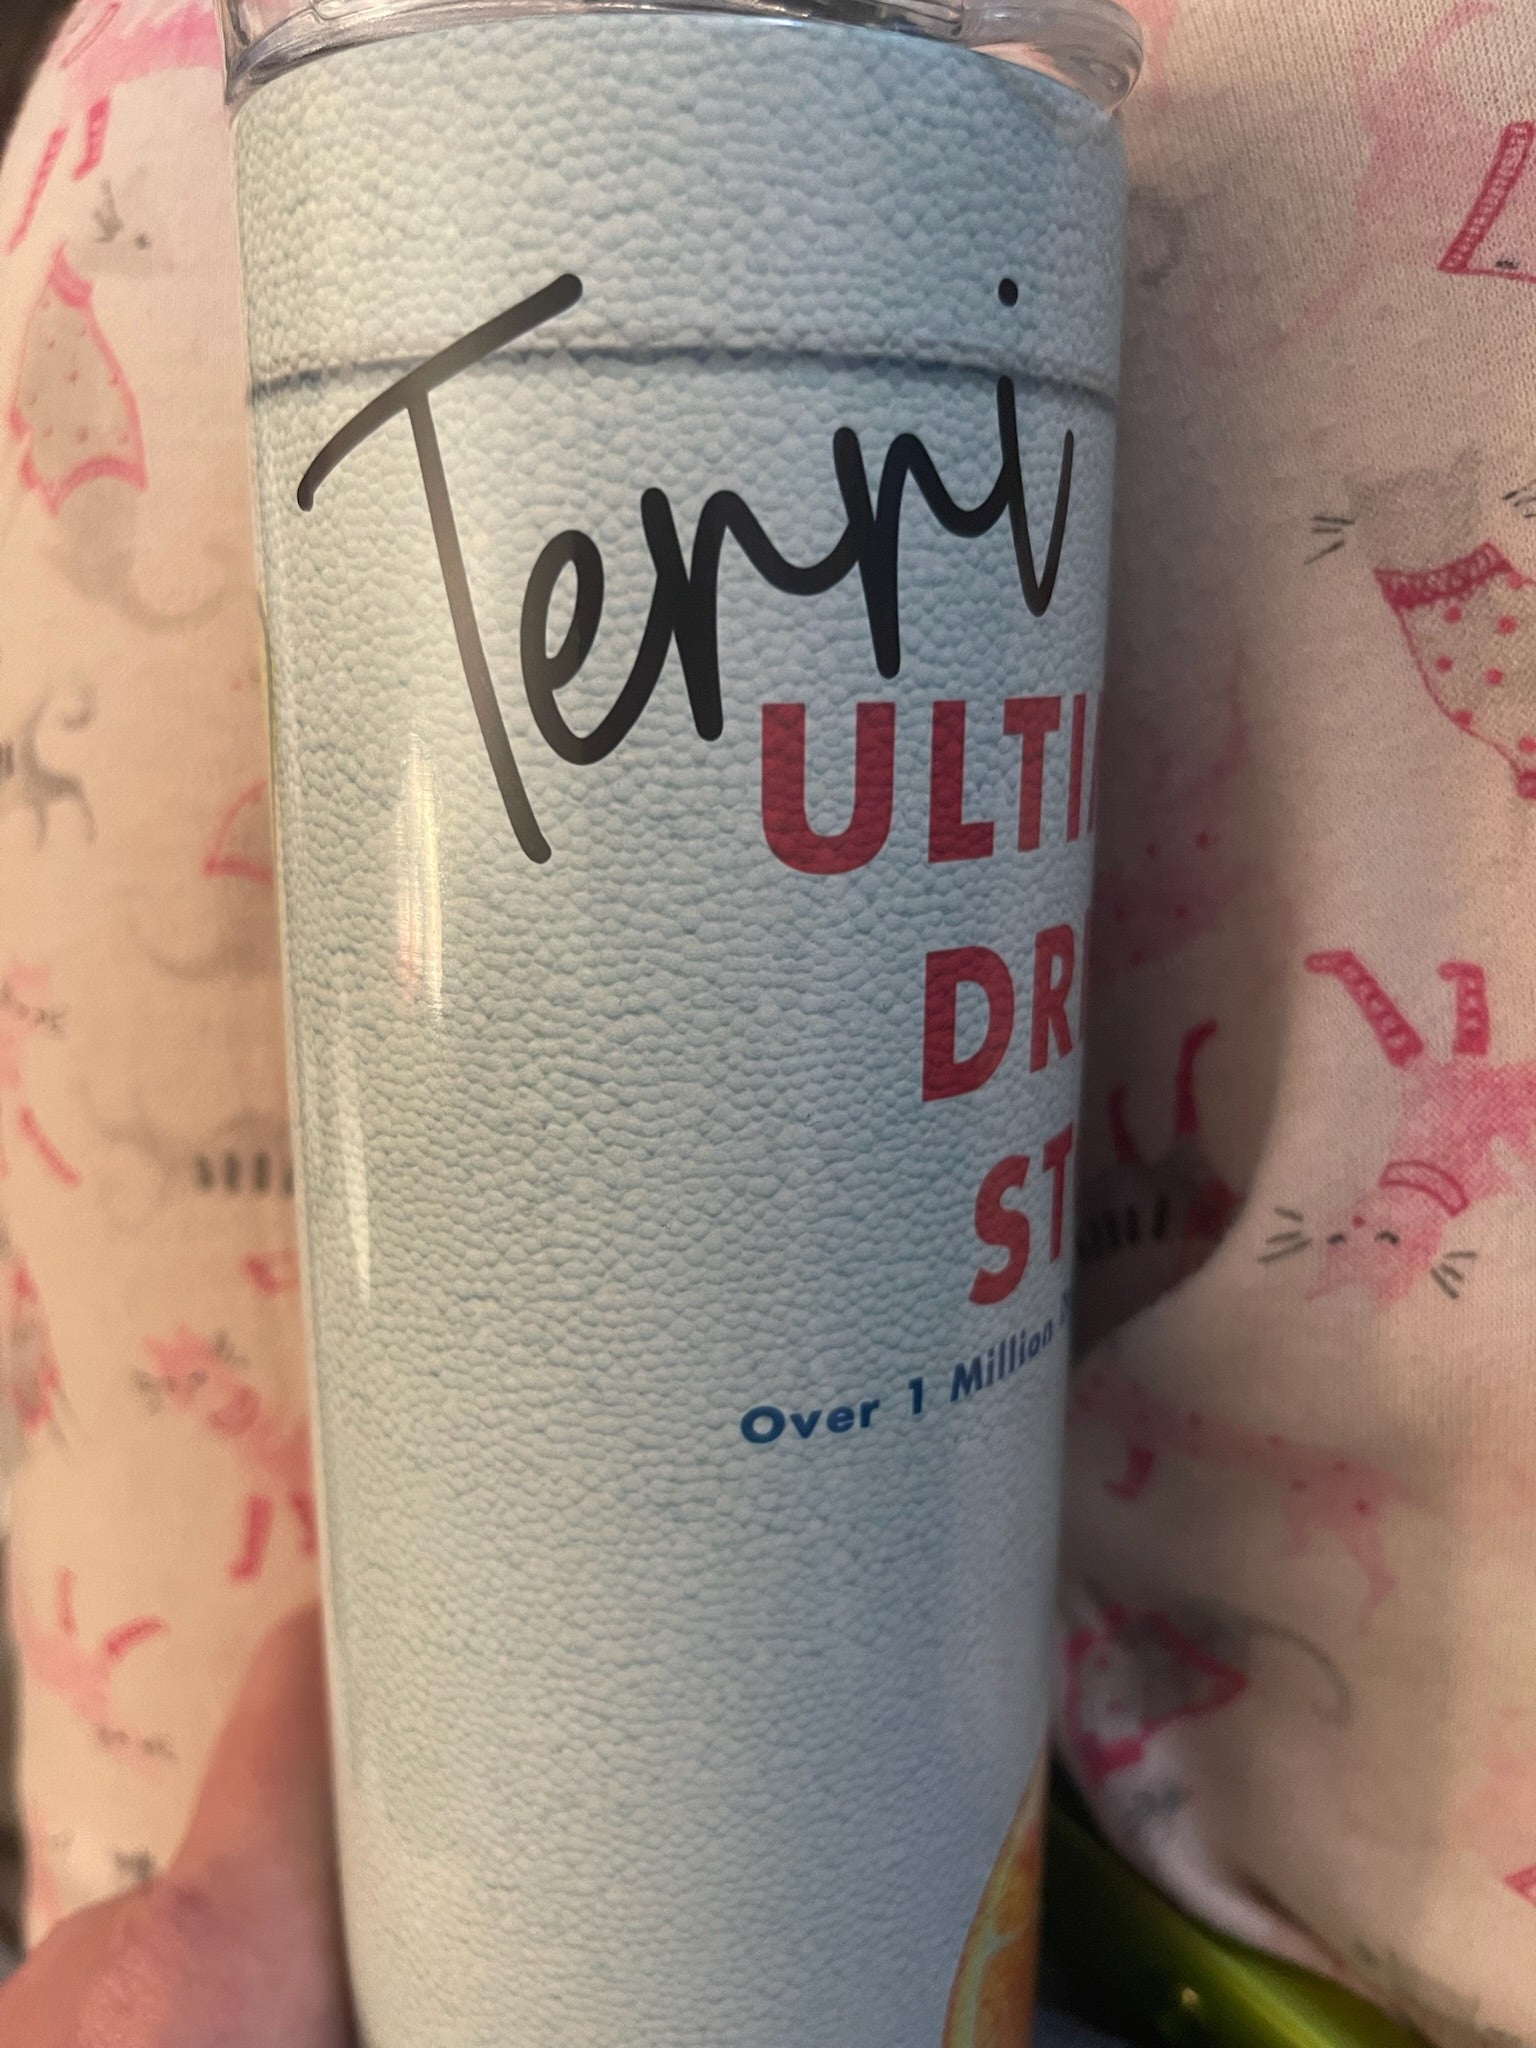 Terri
ULTI
DR
ST
Over 1 Million